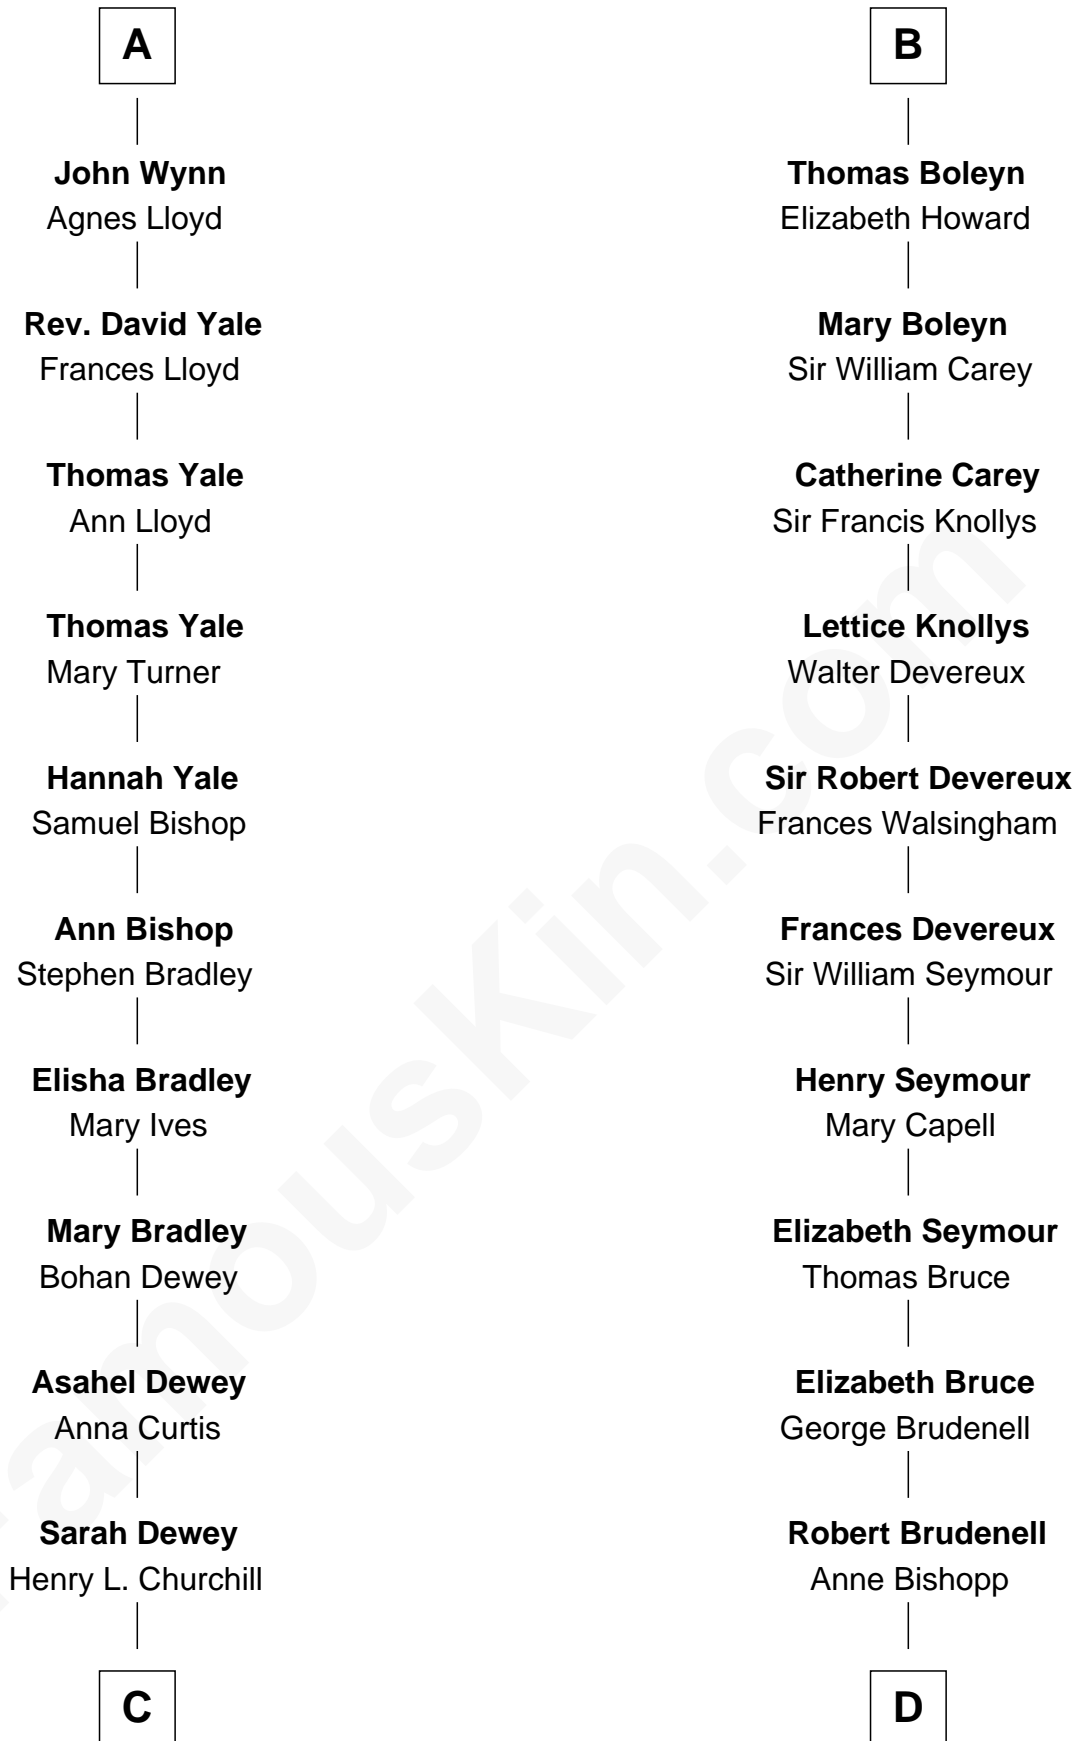 A
John Wynn
Agnes Lloyd
Rev. David Yale
Frances Lloyd
Thomas Yale
Ann Lloyd
Thomas Yale
Mary Turner
Hannah Yale
Samuel Bishop
Ann Bishop
Stephen Bradley
Elisha Bradley
Mary Ives
Mary Bradley
Bohan Dewey
Asahel Dewey
Anna Curtis
Sarah Dewey
Henry L. Churchill
C
B
Thomas Boleyn
Elizabeth Howard
Mary Boleyn
Sir William Carey
Catherine Carey
Sir Francis Knollys
Lettice Knollys
Walter Devereux
Sir Robert Devereux
Frances Walsingham
Frances Devereux
Sir William Seymour
Henry Seymour
Mary Capell
Elizabeth Seymour
Thomas Bruce
Elizabeth Bruce
George Brudenell
Robert Brudenell
Anne Bishopp
D
FamousKin.com